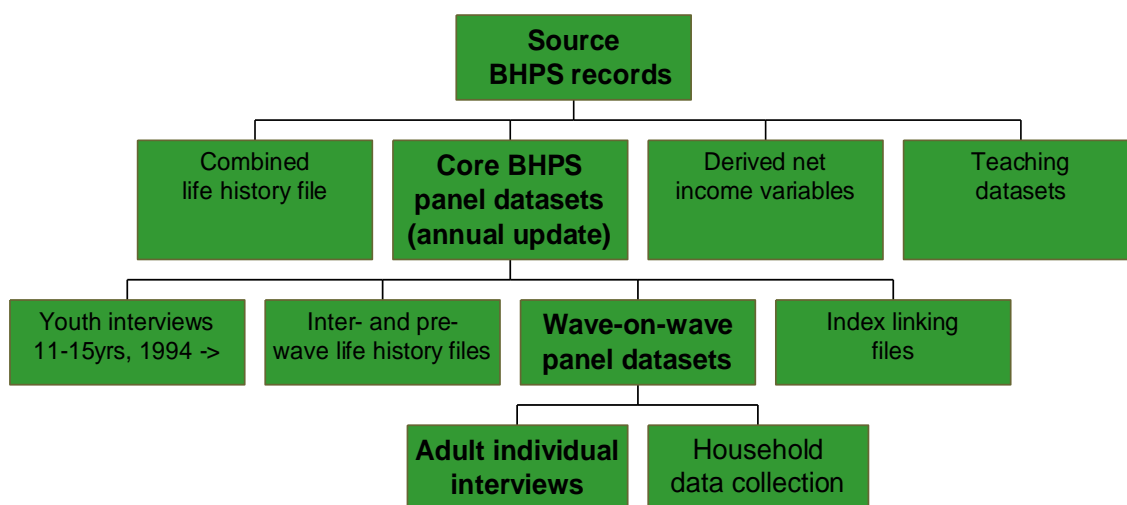 Source
BHPS records
Combined
life history file
Core BHPS
panel datasets
(annual update)
Derived net
income variables
Teaching
datasets
Youth interviews
11-15yrs, 1994 ->
Inter- and pre-
wave life history files
Wave-on-wave
panel datasets
Index linking
files
Adult individual
interviews
Household
data collection